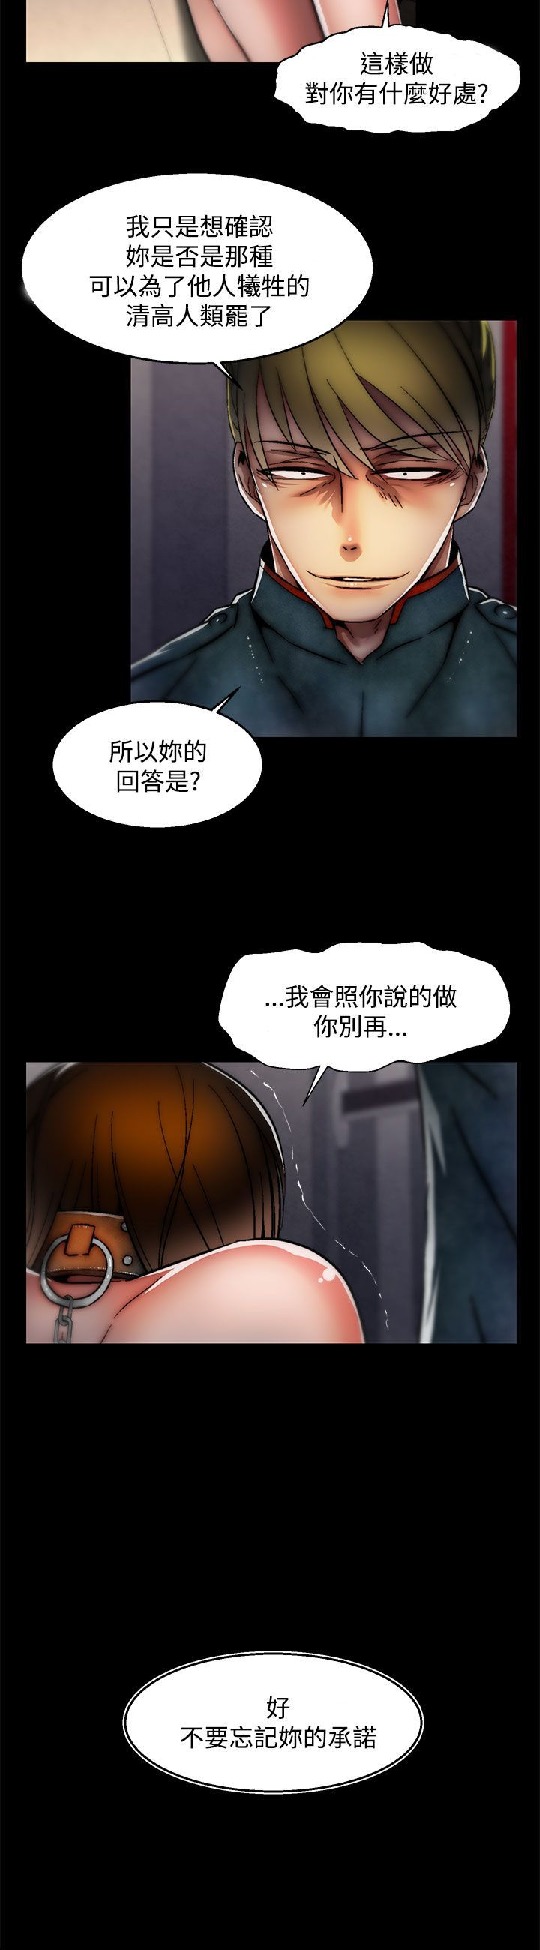 這樣做
對你有什麼好處?
我只是想確認
妳是否是那種
可以為了他人犧牲的
清高人類罷了
所以妳的
回答是?
...我會照你說的做
你別再...
好
不要忘記妳的承諾